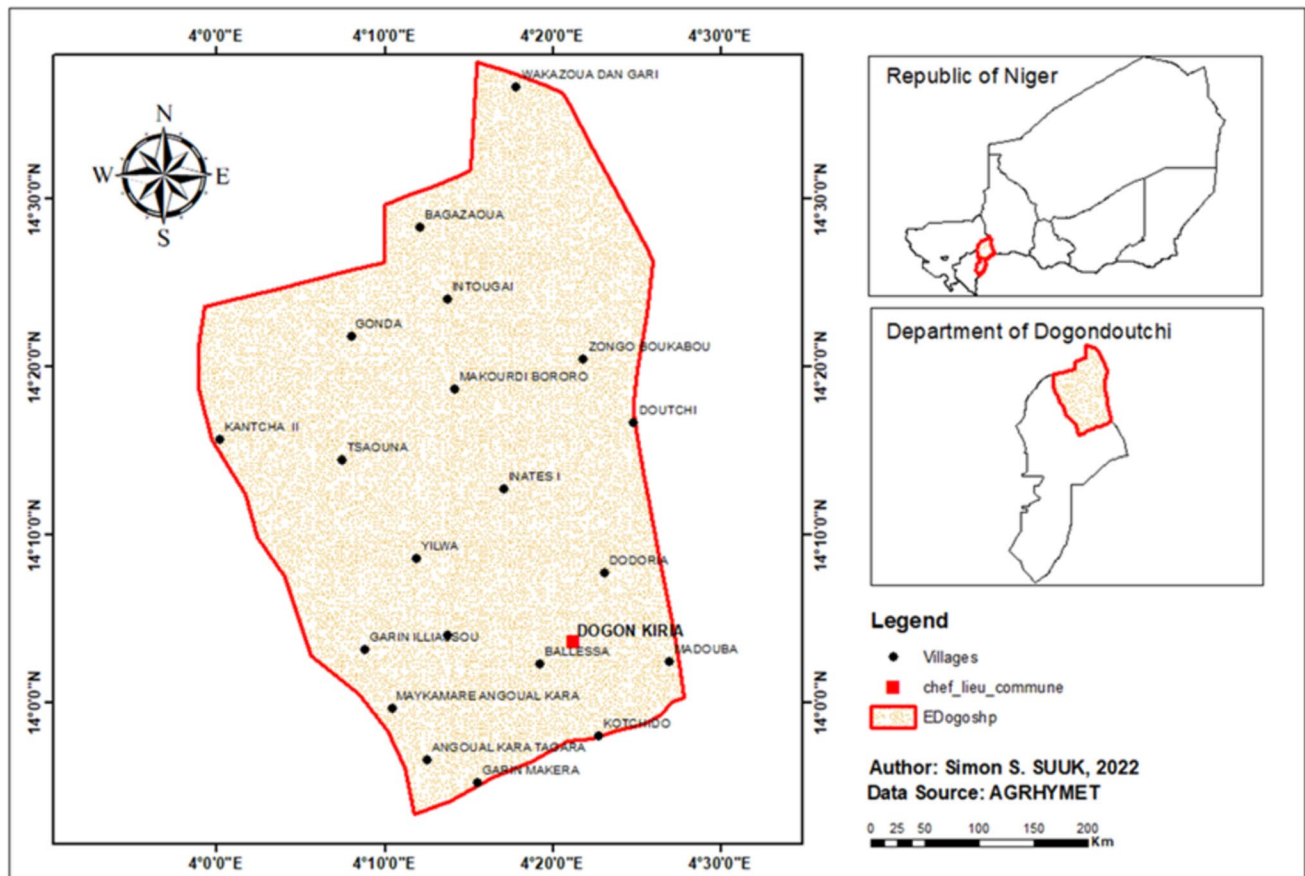 4°0'0"E 4°10'0"E 4°20'0"E 4°30'0"E
N
W E
S
14°30'0"N
14°20'0"N
14°10'0"N
14°0'0"N
WAKAZOUA DAN GARI
BAGAZAOUA
INTOUGAI
GONDA
ZONGO BOUKABOU
MAKOURDI BORORO
DOUTCHI
KANTCHA II
TSAOUNA
INATES I
YILWA
DODORIA
DOGON KIRIA
GARIN ILLIASSOU
BALLESSA
MADOUBA
MAYKAMARE ANGOUAL KARA
KOTCHIDO
ANGOUAL KARA TAGARA
GARIN MAKERA
14°30'0"N
14°20'0"N
14°10'0"N
14°0'0"N
4°0'0"E 4°10'0"E 4°20'0"E 4°30'0"E
Republic of Niger
Department of Dogondoutchi
Legend
Villages
chef_lieu_commune
EDogoshp
Author: Simon S. SUUK, 2022
Data Source: AGRHYMET
0 25 50 100 150 200
Km